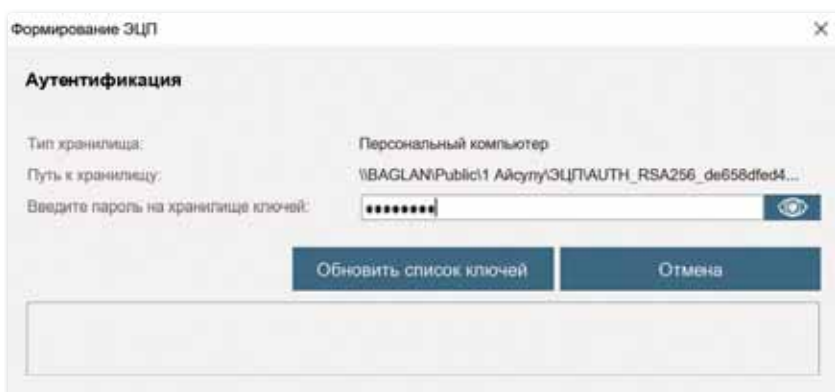 Формирование ЭЦП
Аутентификация
Тип хранилища: Персональный компьютер
Путь к хранилищу: \\BAGLAN\Public\1 Айсулу\ЭЦП\AUTH_RSA256_de658dfed4...
Введите пароль на хранилище ключей: ••••••••
Обновить список ключей Отмена